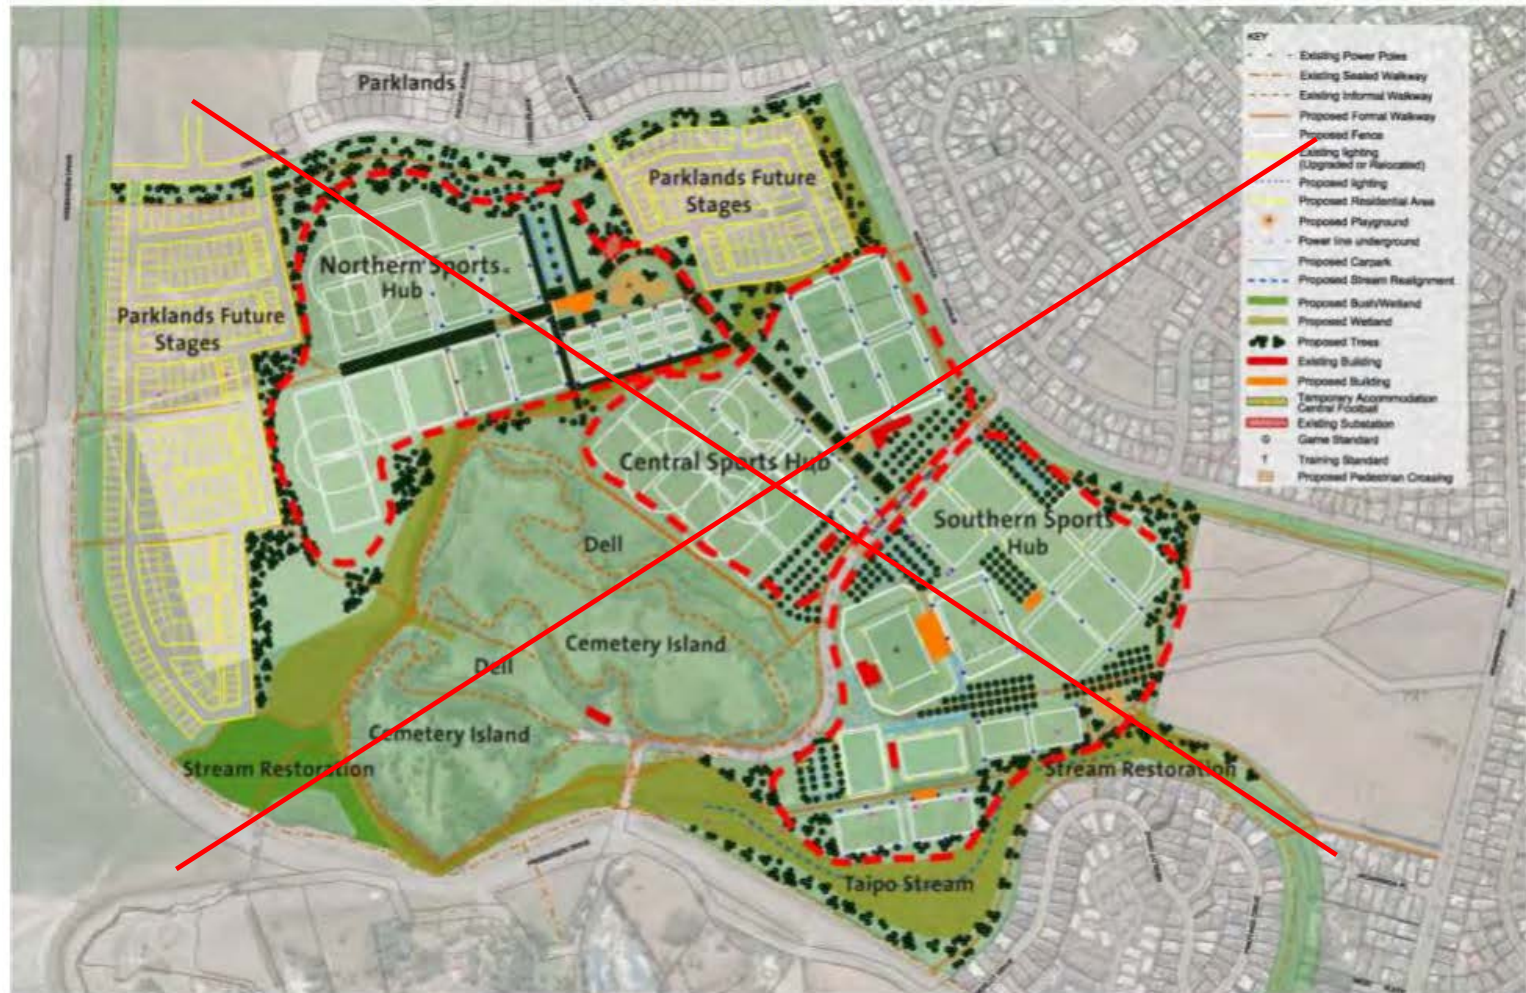 Parklands
Parklands Future
Stages
Northern Sports
Hub
Parklands Future
Stages
Central Sports Hub
Southern Sports
Hub
Dell
Cemetery Island
Dell
Cemetery Island
Stream Restoration
Stream Restoration
Taipo Stream
KEY
Existing Power Poles
Existing Sealed Walkway
Existing Informal Walkway
Proposed Formal Walkway
Proposed Fence
Existing lighting
(Upgraded or Relocated)
Proposed lighting
Proposed Residential Area
Proposed Playground
Power line underground
Proposed Carpark
Proposed Stream Realignment
Proposed Bush/Wetland
Proposed Wetland
Proposed Trees
Existing Building
Proposed Building
Temporary Accommodation
Central Football
Existing Substation
G Game Standard
T Training Standard
Proposed Pedestrian Crossing